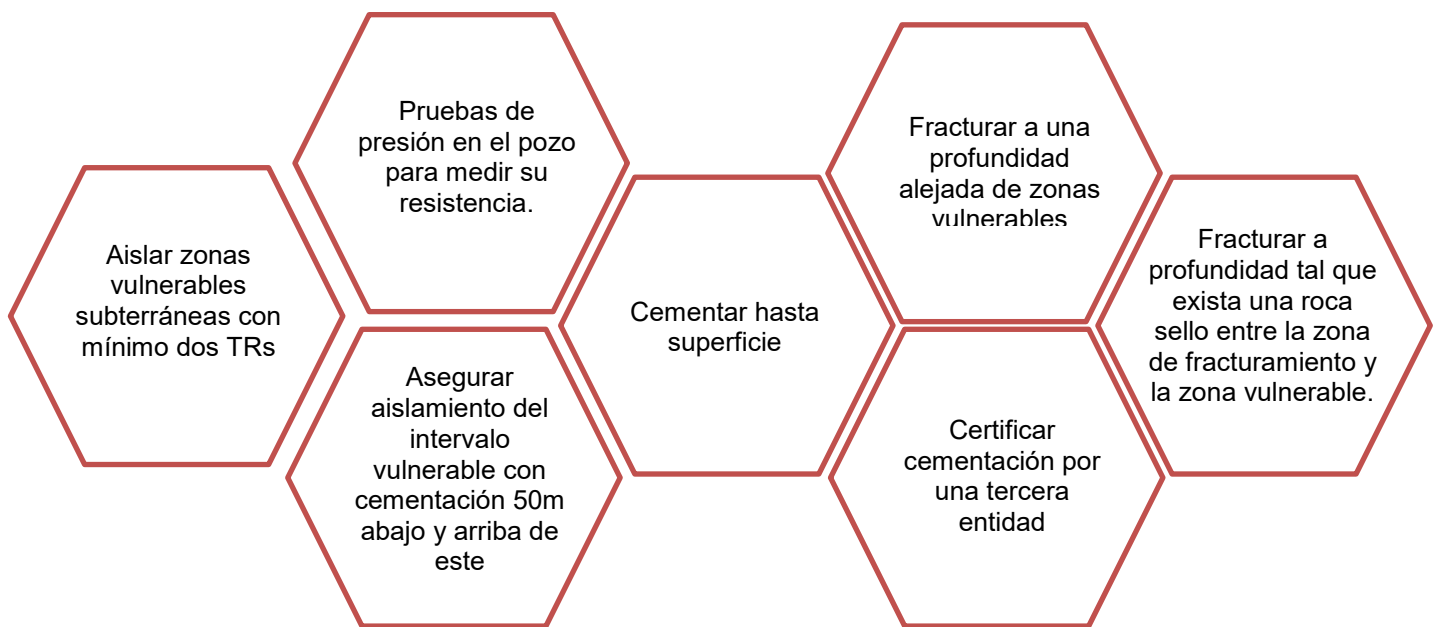 Aislar zonas
vulnerables
subterráneas con
mínimo dos TRs
Pruebas de
presión en el pozo
para medir su
resistencia.
Asegurar
aislamiento del
intervalo
vulnerable con
cementación 50m
abajo y arriba de
este
Cementar hasta
superficie
Fracturar a una
profundidad
alejada de zonas
vulnerables
Certificar
cementación por
una tercera
entidad
Fracturar a
profundidad tal que
exista una roca
sello entre la zona
de fracturamiento y
la zona vulnerable.